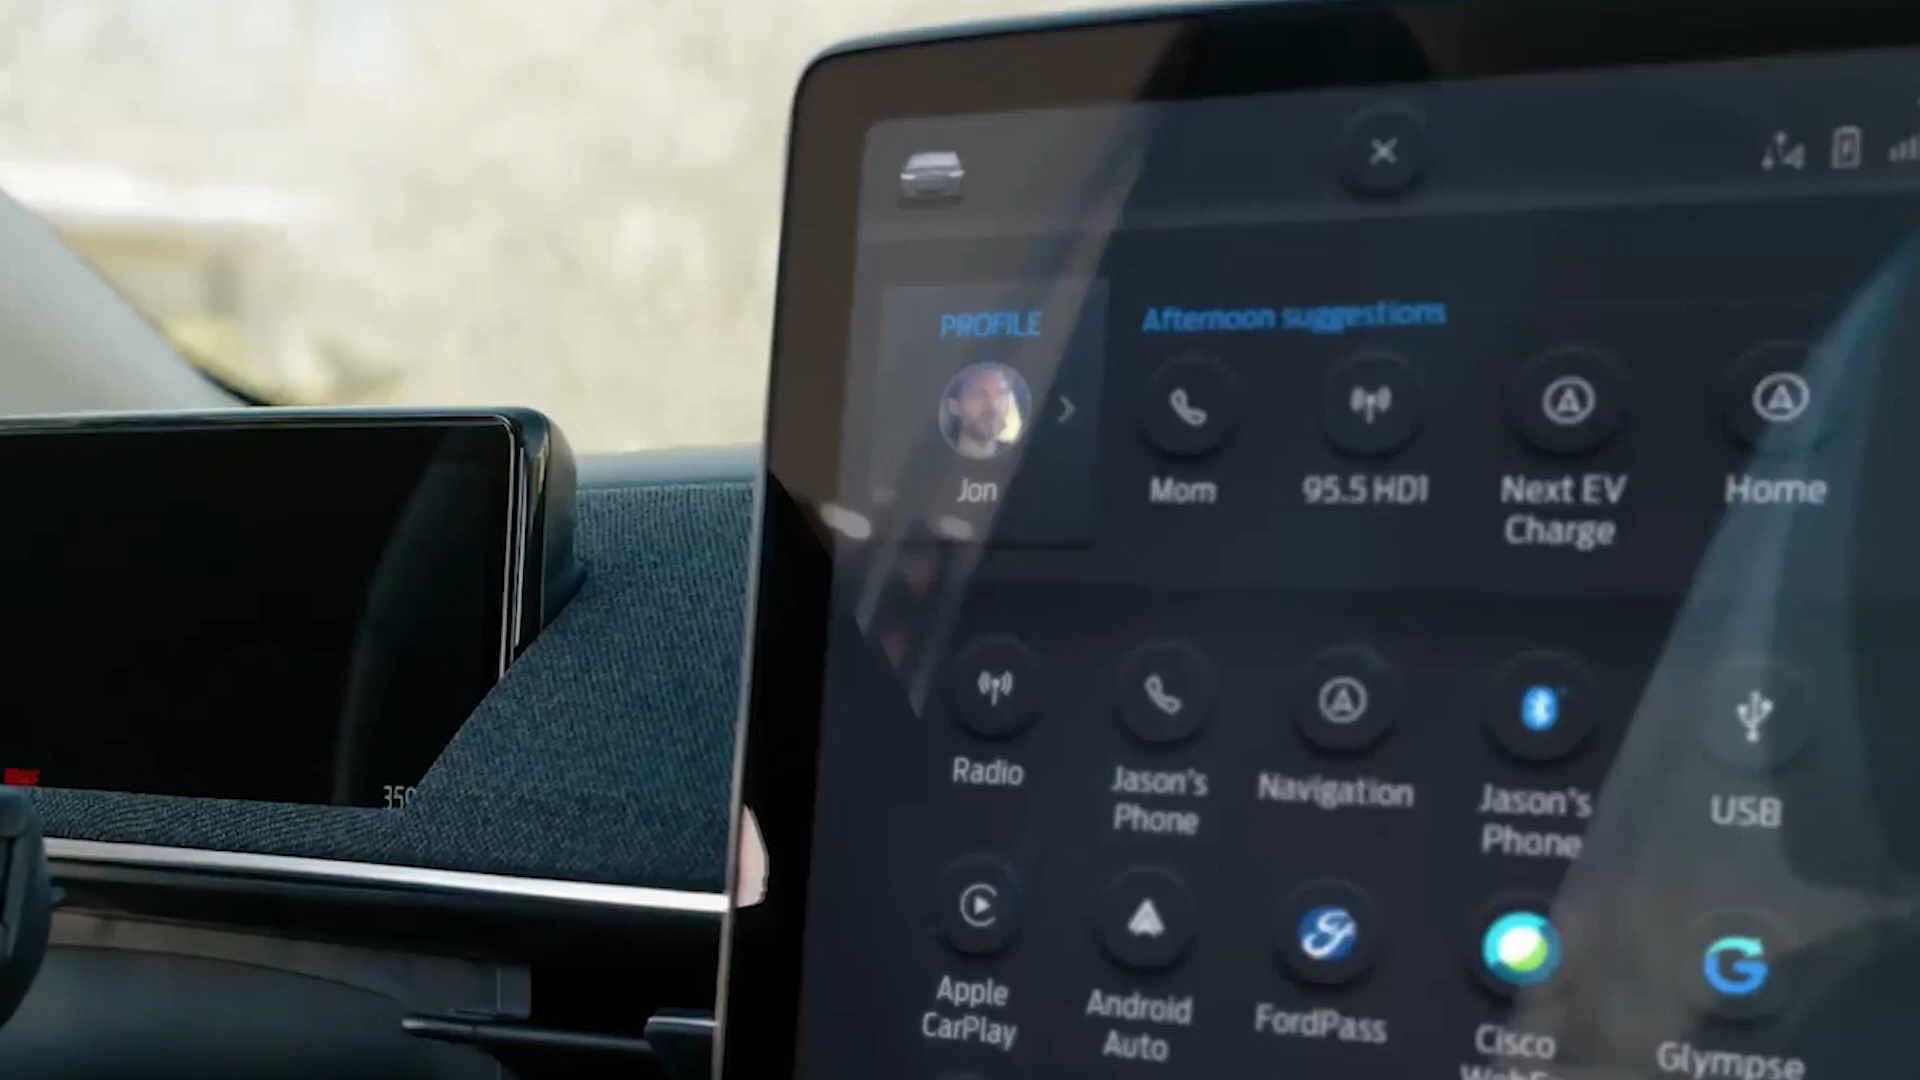 PROFILE
Afternoon suggestions
Jon
Mom
95.5 HD1
Next EV
Charge
Home
Radio
Jason's
Phone
Navigation
Jason's
Phone
USB
Apple
CarPlay
Android
Auto
FordPass
Cisco
Glympse